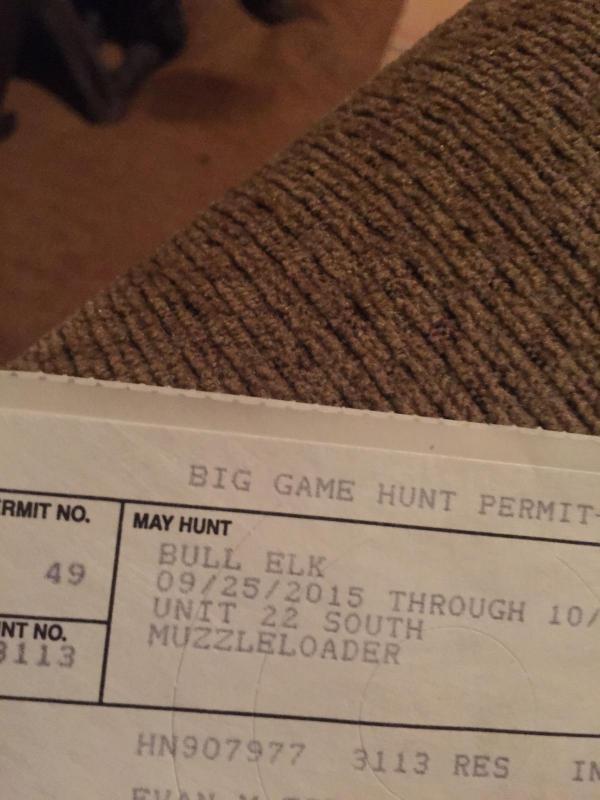 BIG GAME HUNT PERMIT-
RMIT NO.
MAY HUNT
49
BULL ELK
09/25/2015 THROUGH 10/
UNIT 22 SOUTH
MUZZLELOADER
NT NO.
3113
HN907977 3113 RES IN
EVAN M